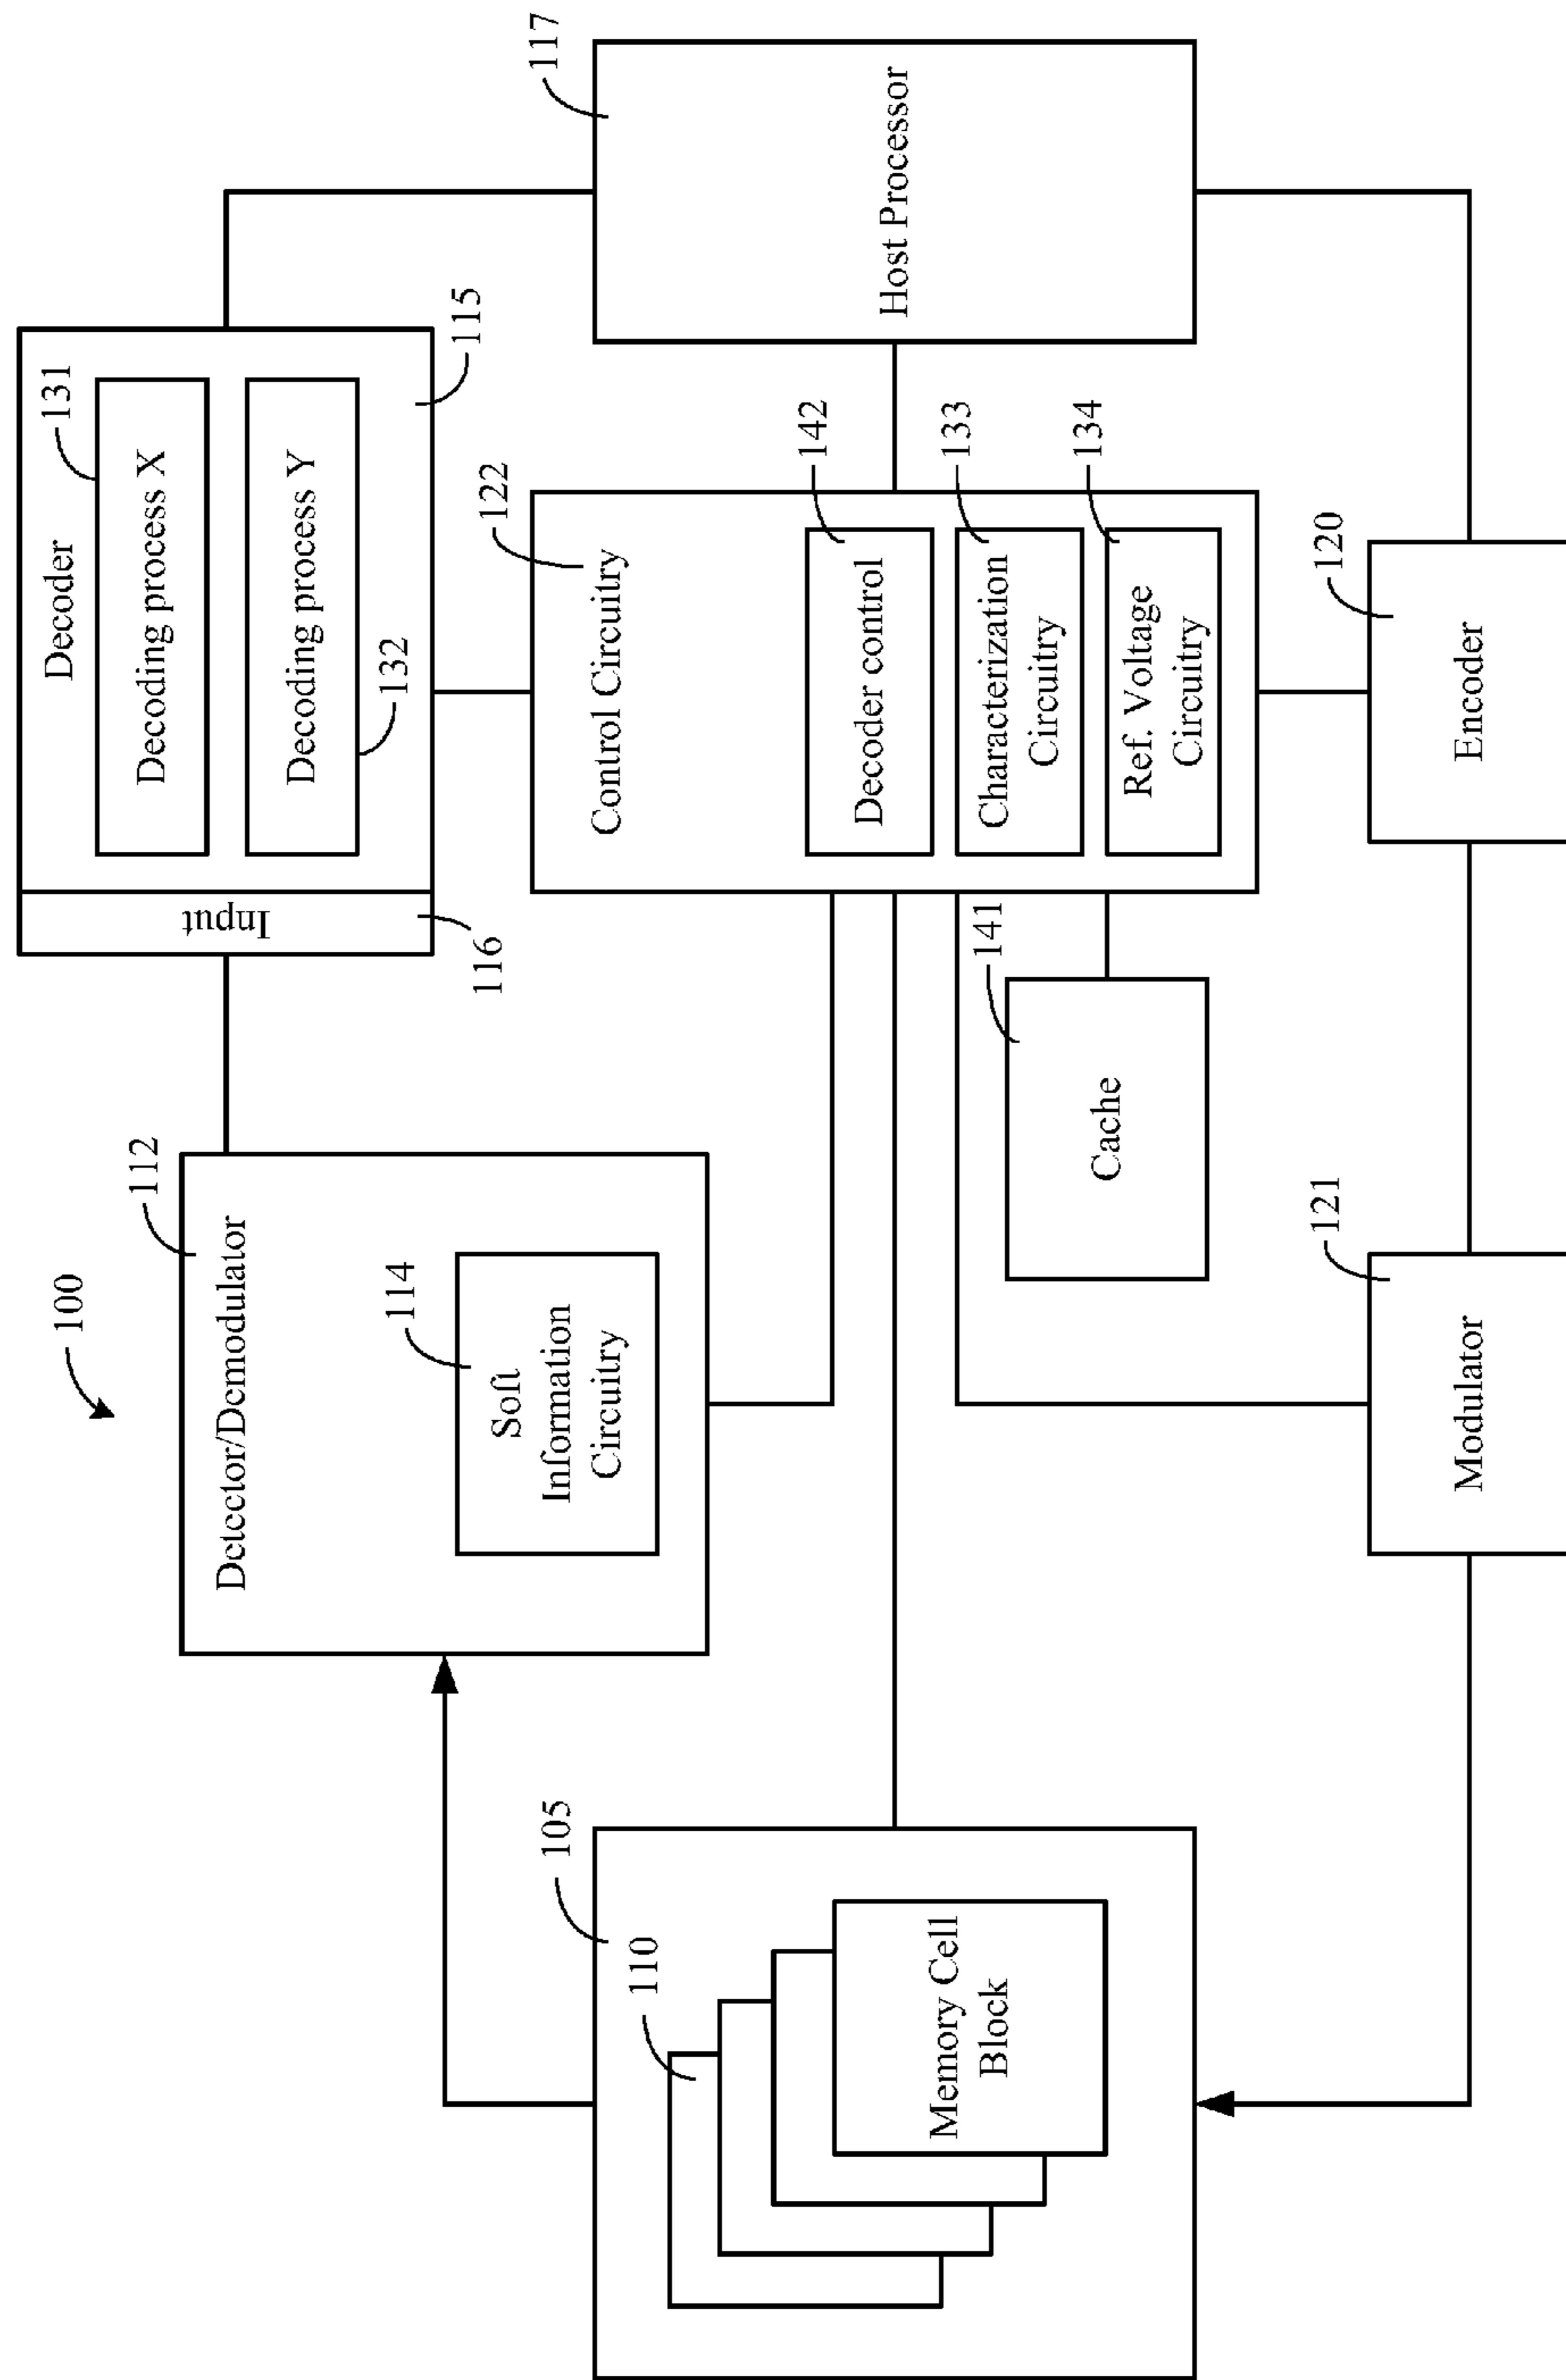 100
105
110
Memory Cell
Block
112
Detector/Demodulator
114
Soft
Information
Circuitry
116
Input
Decoder
131
Decoding process X
Decoding process Y
132
115
122
Control Circuitry
142
Decoder control
133
Characterization
Circuitry
134
Ref. Voltage
Circuitry
141
Cache
117
Host Processor
121
Modulator
120
Encoder